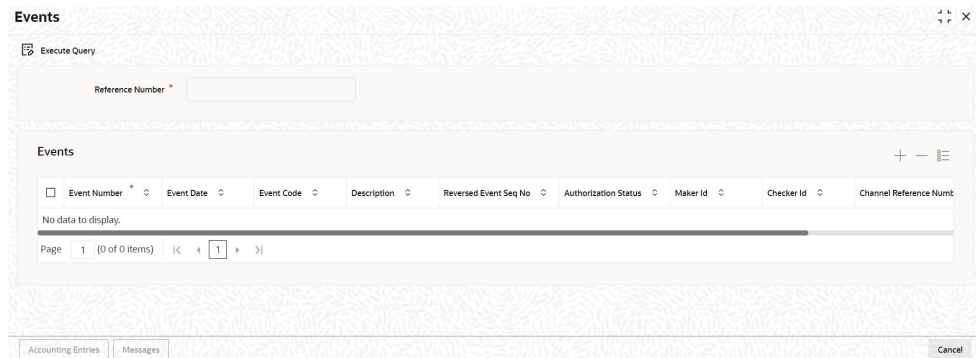 Events
Execute Query
Reference Number *
Events
Event Number * Event Date Event Code Description Reversed Event Seq No Authorization Status Maker Id Checker Id Channel Reference Numb
No data to display.
Page 1 (0 of 0 items) 1
Accounting Entries Messages Cancel